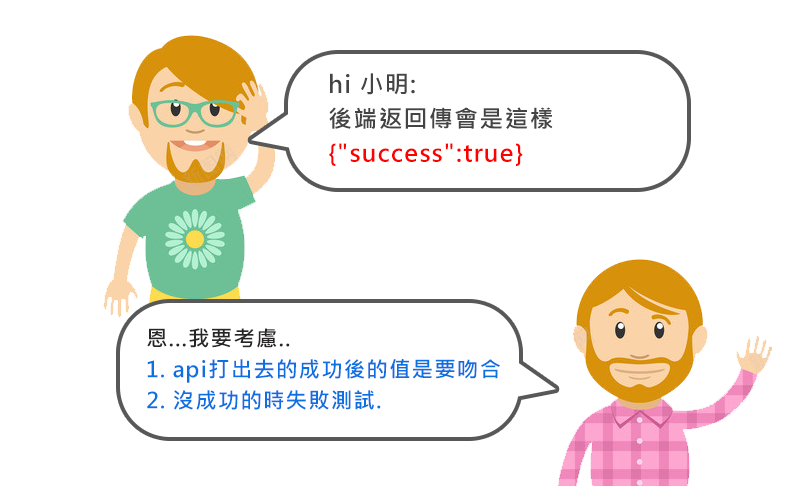 hi 小明:
後端返回傳會是這樣
{"success":true}
恩...我要考慮..
1. api打出去的成功後的值是要吻合
2. 沒成功的時失敗測試.